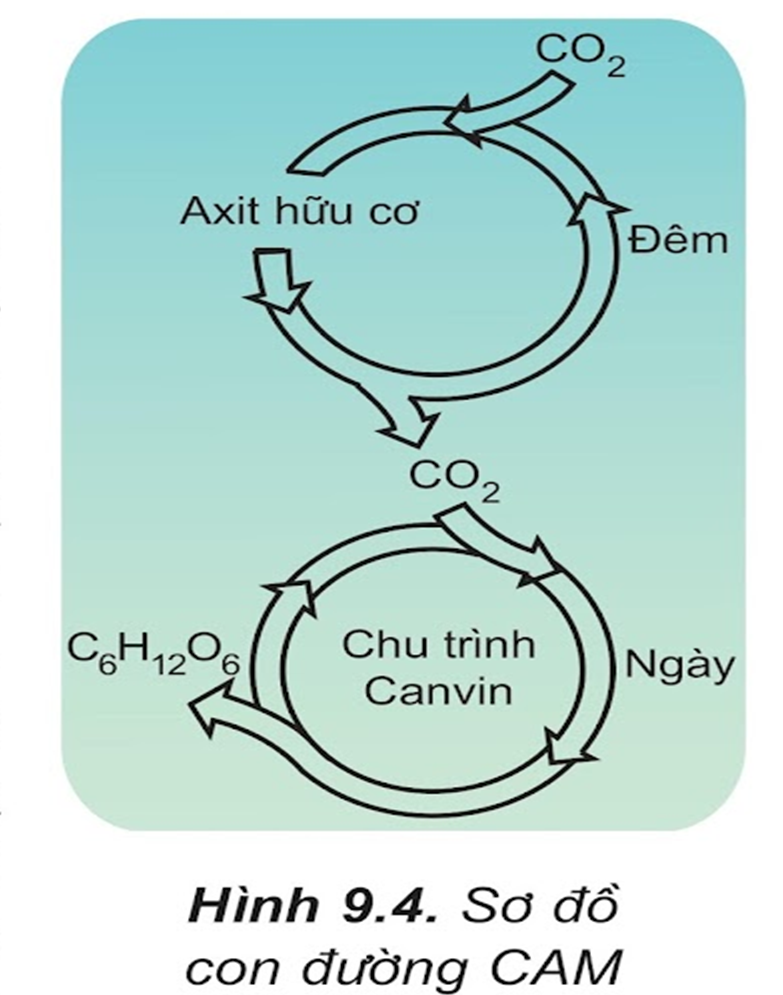 CO₂
Axit hữu cơ
Đêm
CO₂
C₆H₁₂O₆
Chu trình
Canvin
Ngày
Hình 9.4. Sơ đồ
con đường CAM